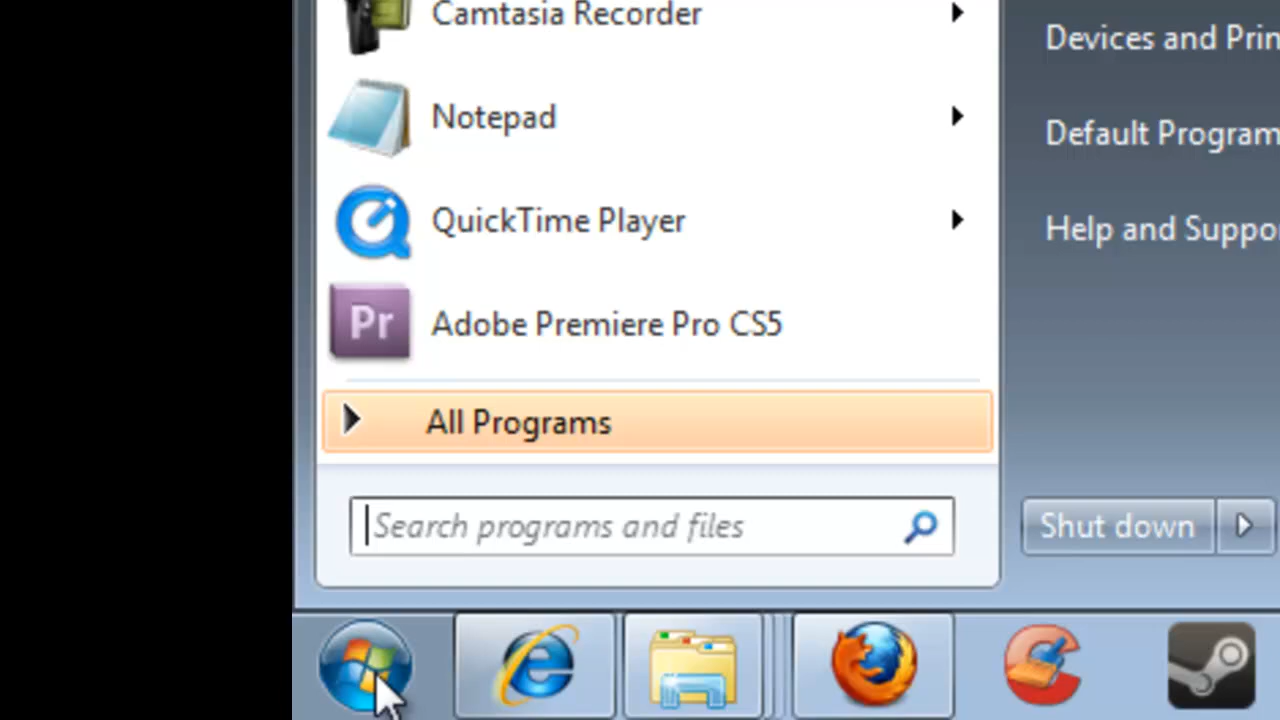 Camtasia Recorder
Notepad
QuickTime Player
Pr
Adobe Premiere Pro CS5
All Programs
Search programs and files
Devices and Prin
Default Program
Help and Suppo
Shut down